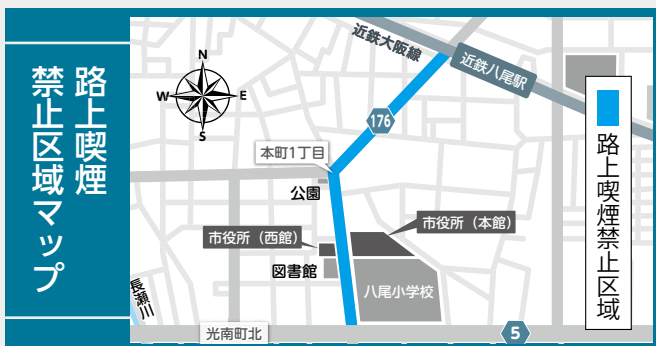 路上喫煙
禁止区域マップ
近鉄大阪線
近鉄八尾駅
N
W
E
S
176
本町1丁目
公園
市役所（西館）
市役所（本館）
図書館
八尾小学校
長瀬川
光南町北
5
路上喫煙禁止区域